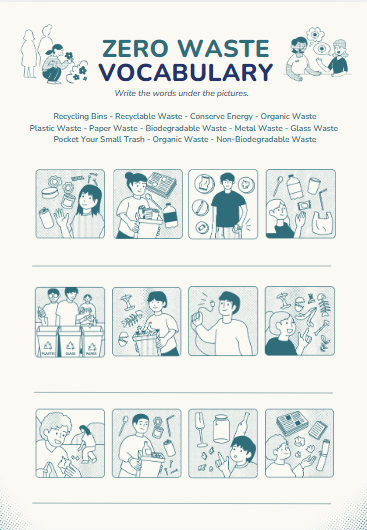 ZERO WASTE
VOCABULARY
Write the words under the pictures.
Recycling Bins - Recyclable Waste - Conserve Energy - Organic Waste
Plastic Waste - Paper Waste - Biodegradable Waste - Metal Waste - Glass Waste
Pocket Your Small Trash - Organic Waste - Non-Biodegradable Waste
PLASTIC GLASS PAPER